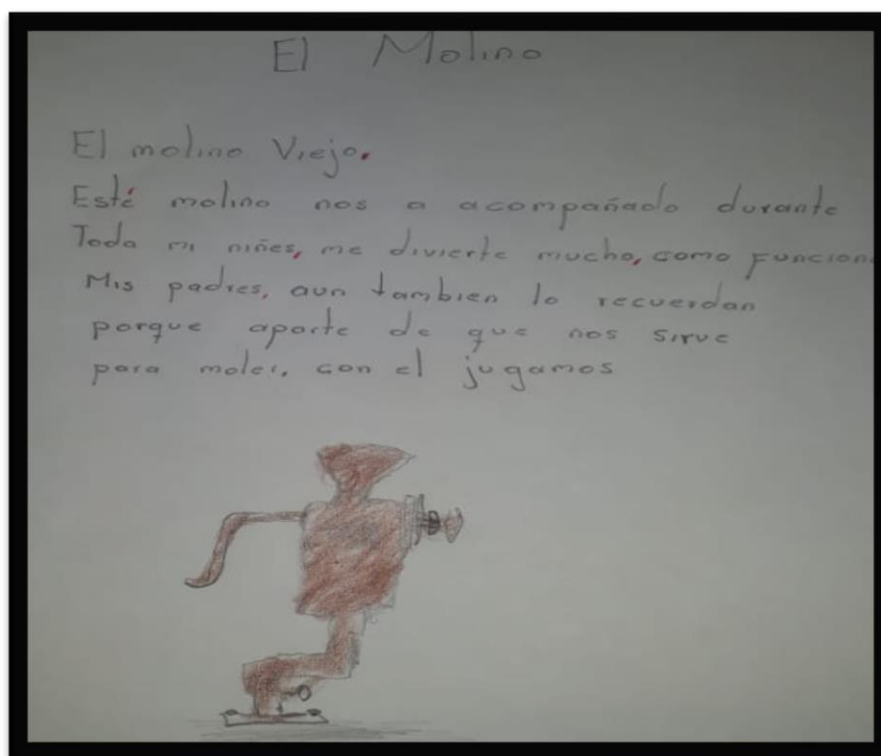 El Molino
El molino Viejo.
Esté molino nos a acompañado durante
Toda mi niñes, me divierte mucho, como Funcion
Mis padres, aun tambien lo recuerdan
porque aparte de que nos sirve
para moler, con el jugamos